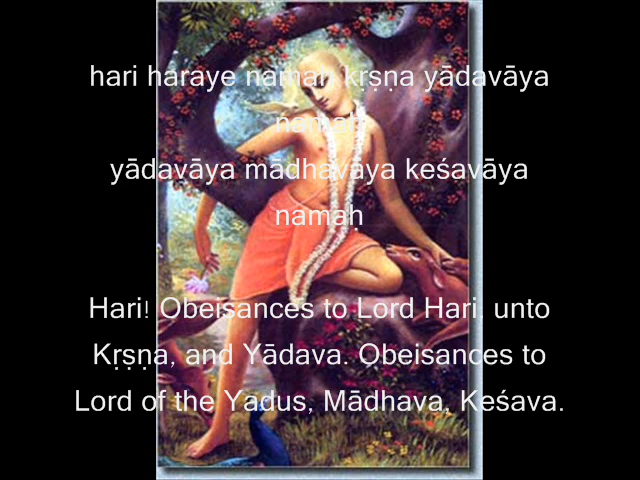 hari haraye namaḥ kṛṣṇa yādavāya
namaḥ
yādavāya mādhavāya keśavāya
namaḥ
Hari! Obeisances to Lord Hari, unto
Kṛṣṇa, and Yādava. Obeisances to
Lord of the Yadus, Mādhava, Keśava.